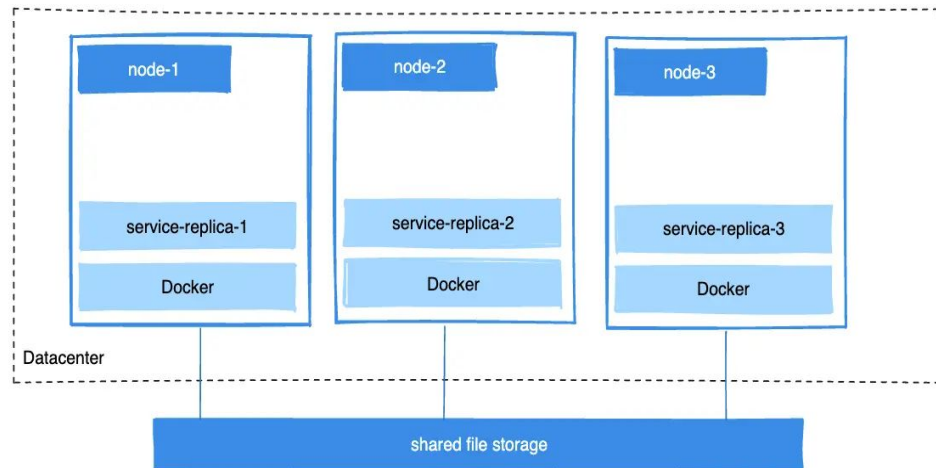 node-1
node-2
node-3
service-replica-1
service-replica-2
service-replica-3
Docker
Docker
Docker
Datacenter
shared file storage